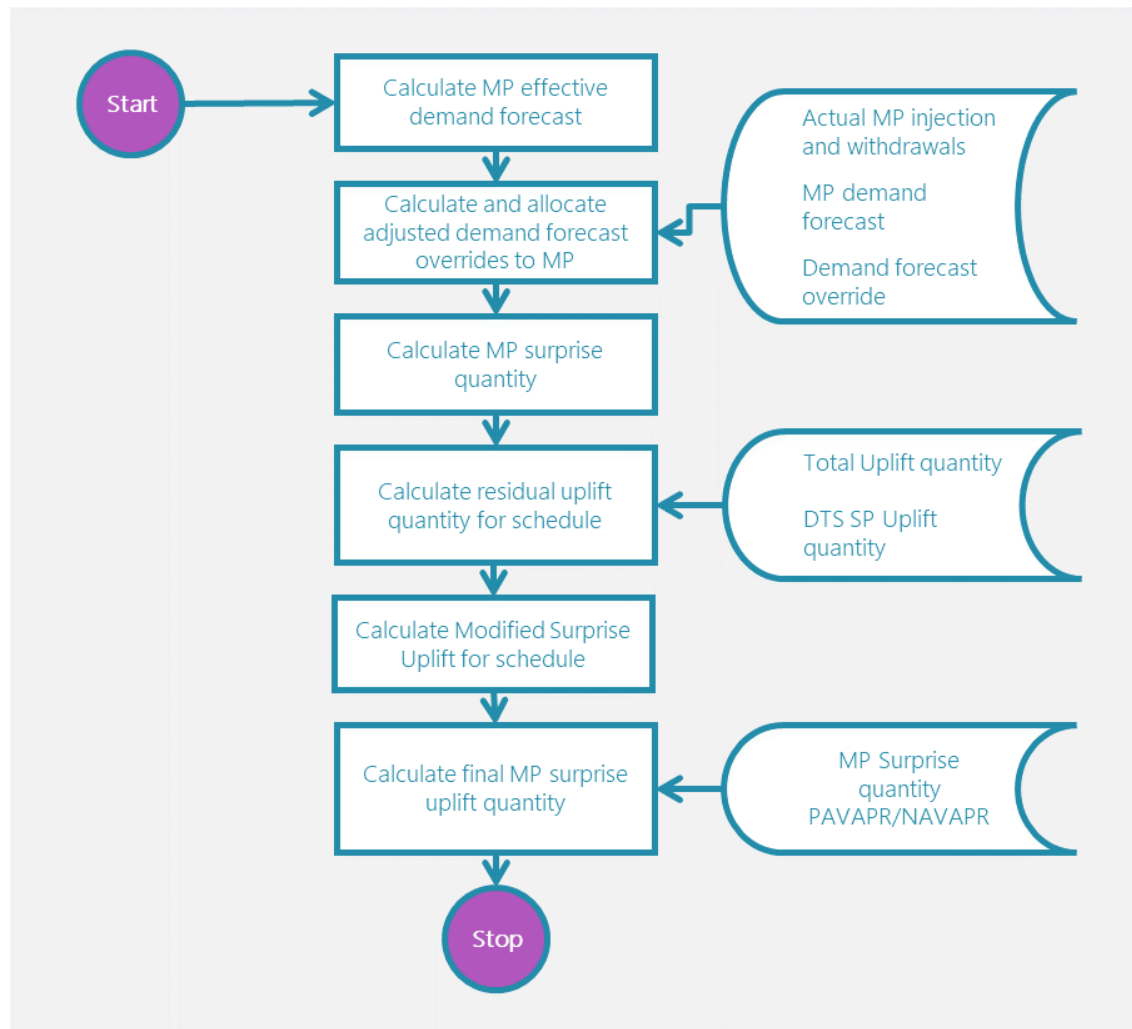 Start
Calculate MP effective
demand forecast
Calculate and allocate
adjusted demand forecast
overrides to MP
Actual MP injection
and withdrawals
MP demand
forecast
Demand forecast
override
Calculate MP surprise
quantity
Calculate residual uplift
quantity for schedule
Total Uplift quantity
DTS SP Uplift
quantity
Calculate Modified Surprise
Uplift for schedule
Calculate final MP surprise
uplift quantity
MP Surprise
quantity
PAVAPR/NAVAPR
Stop